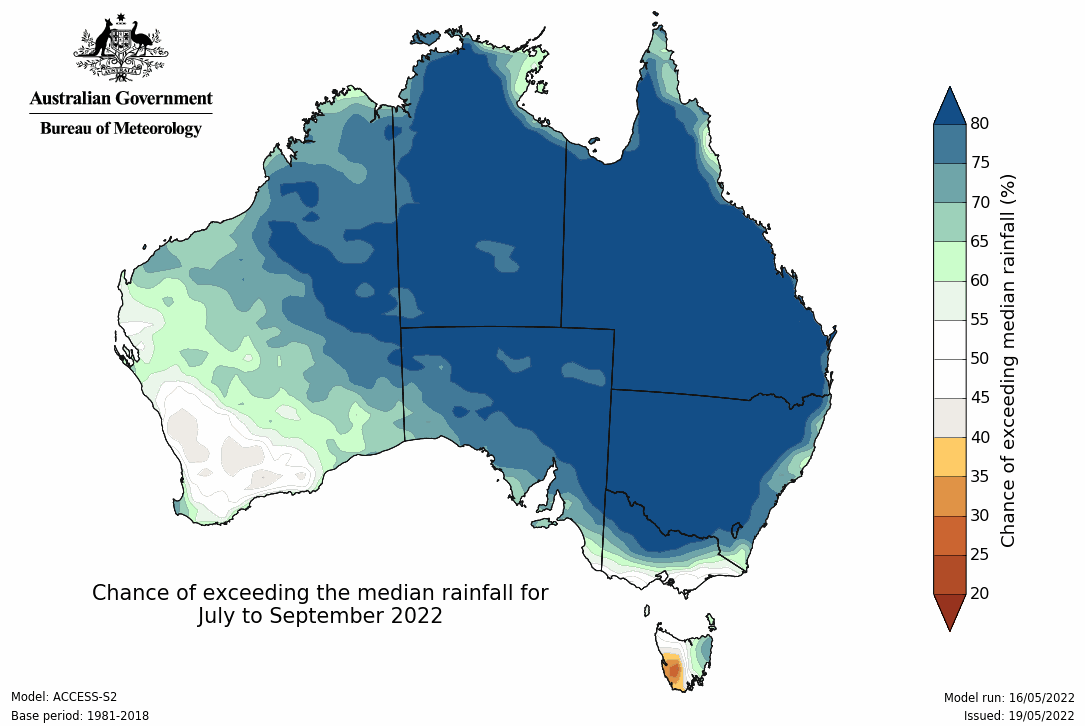 Australian Government
Bureau of Meteorology
80
75
70
65
60
55
50
45
40
35
30
25
20
Chance of exceeding median rainfall (%)
Chance of exceeding the median rainfall for
July to September 2022
Model: ACCESS-S2
Base period: 1981-2018
Model run: 16/05/2022
Issued: 19/05/2022